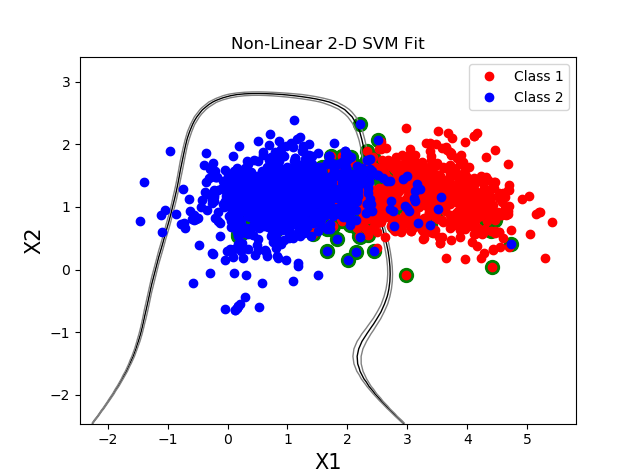 Non-Linear 2-D SVM Fit
Class 1
Class 2
3
2
1
0
−1
−2
X2
−2 −1 0 1 2 3 4 5
X1